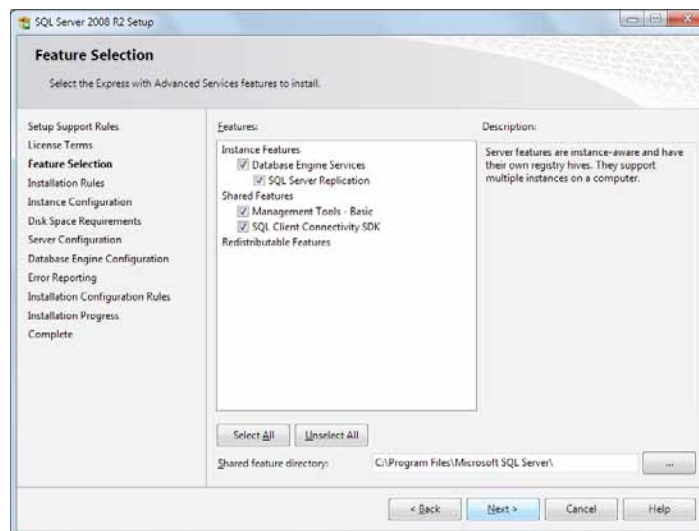 SQL Server 2008 R2 Setup
Feature Selection
Select the Express with Advanced Services features to install.
Setup Support Rules
License Terms
Feature Selection
Installation Rules
Instance Configuration
Disk Space Requirements
Server Configuration
Database Engine Configuration
Error Reporting
Installation Configuration Rules
Installation Progress
Complete
Features:
Instance Features
Database Engine Services
SQL Server Replication
Shared Features
Management Tools - Basic
SQL Client Connectivity SDK
Redistributable Features
Description:
Server features are instance-aware and have
their own registry hives. They support
multiple instances on a computer.
Select All
Unselect All
Shared feature directory:
C:\Program Files\Microsoft SQL Server\
...
< Back
Next >
Cancel
Help